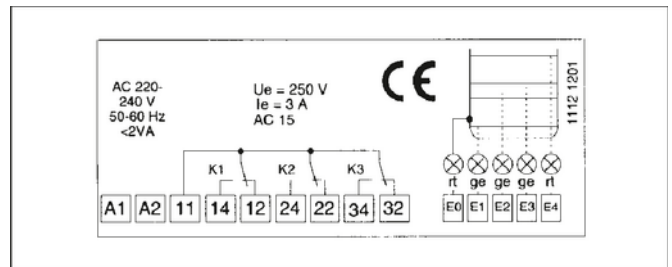 AC 220-
240 V
50-60 Hz
<2VA
Ue = 250 V
Ie = 3 A
AC 15
CE
1112 1201
K1 K2 K3
rt ge ge ge rt
A1 A2 11 14 12 24 22 34 32
E0 E1 E2 E3 E4